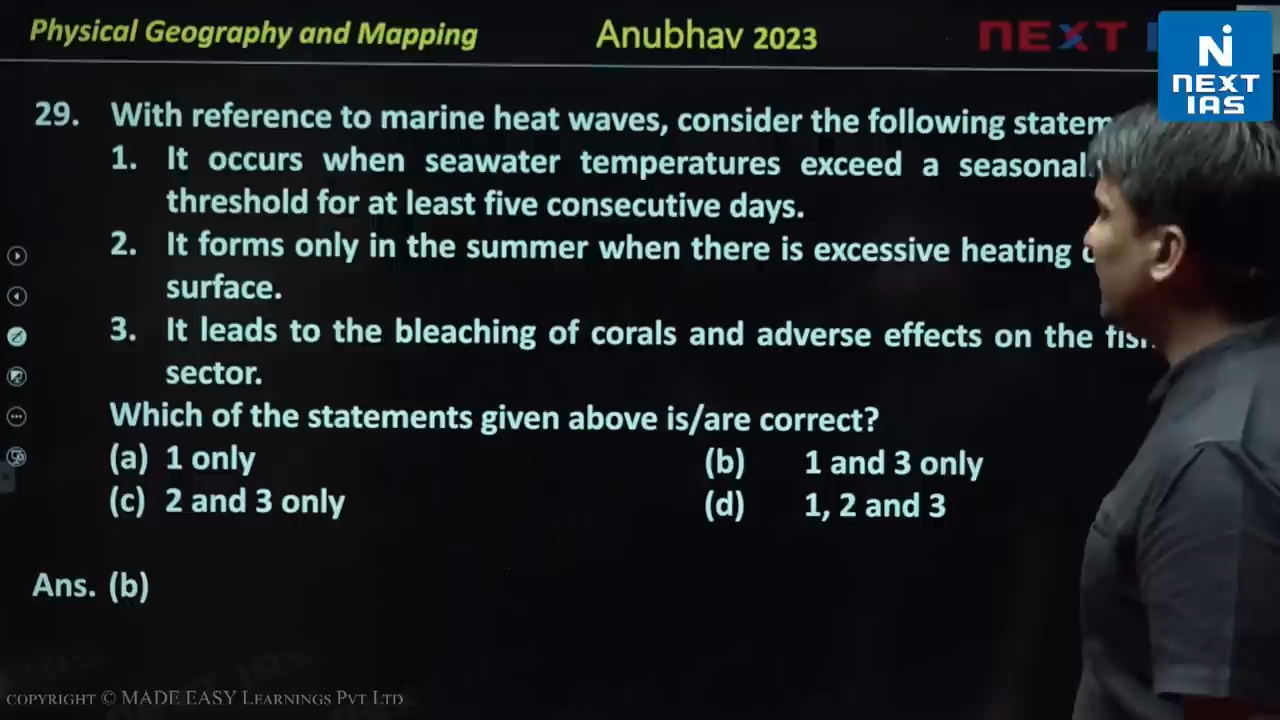 Physical Geography and Mapping Anubhav 2023 NEXT
NEXT
IAS
29. With reference to marine heat waves, consider the following
1. It occurs when seawater temperatures exceed a seasonal
threshold for at least five consecutive days.
2. It forms only in the summer when there is excessive heating
surface.
3. It leads to the bleaching of corals and adverse effects on the
sector.
Which of the statements given above is/are correct?
(a) 1 only (b) 1 and 3 only
(c) 2 and 3 only (d) 1, 2 and 3
Ans. (b)
COPYRIGHT © MADE EASY LEARNINGS PVT LTD